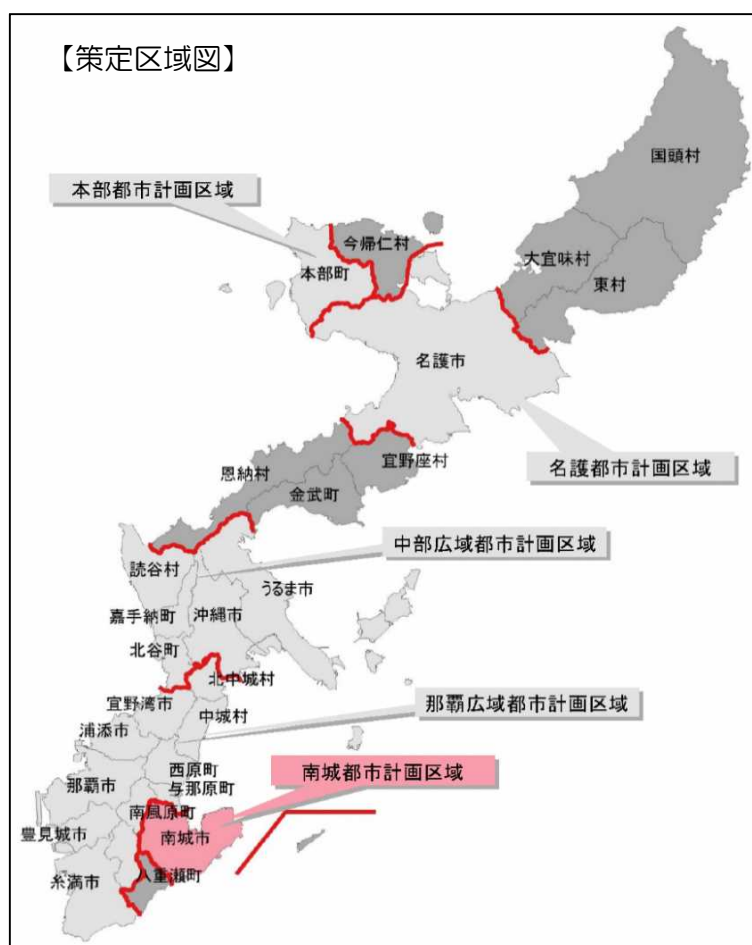 【策定区域図】
国頭村
本部都市計画区域
今帰仁村
大宜味村
本部町
東村
名護市
恩納村
宜野座村
名護都市計画区域
金武町
中部広域都市計画区域
読谷村
うるま市
嘉手納町
沖縄市
北谷町
北中城村
宜野湾市
中城村
那覇広域都市計画区域
浦添市
西原町
南城都市計画区域
那覇市
与那原町
南風原町
豊見城市
南城市
八重瀬町
糸満市